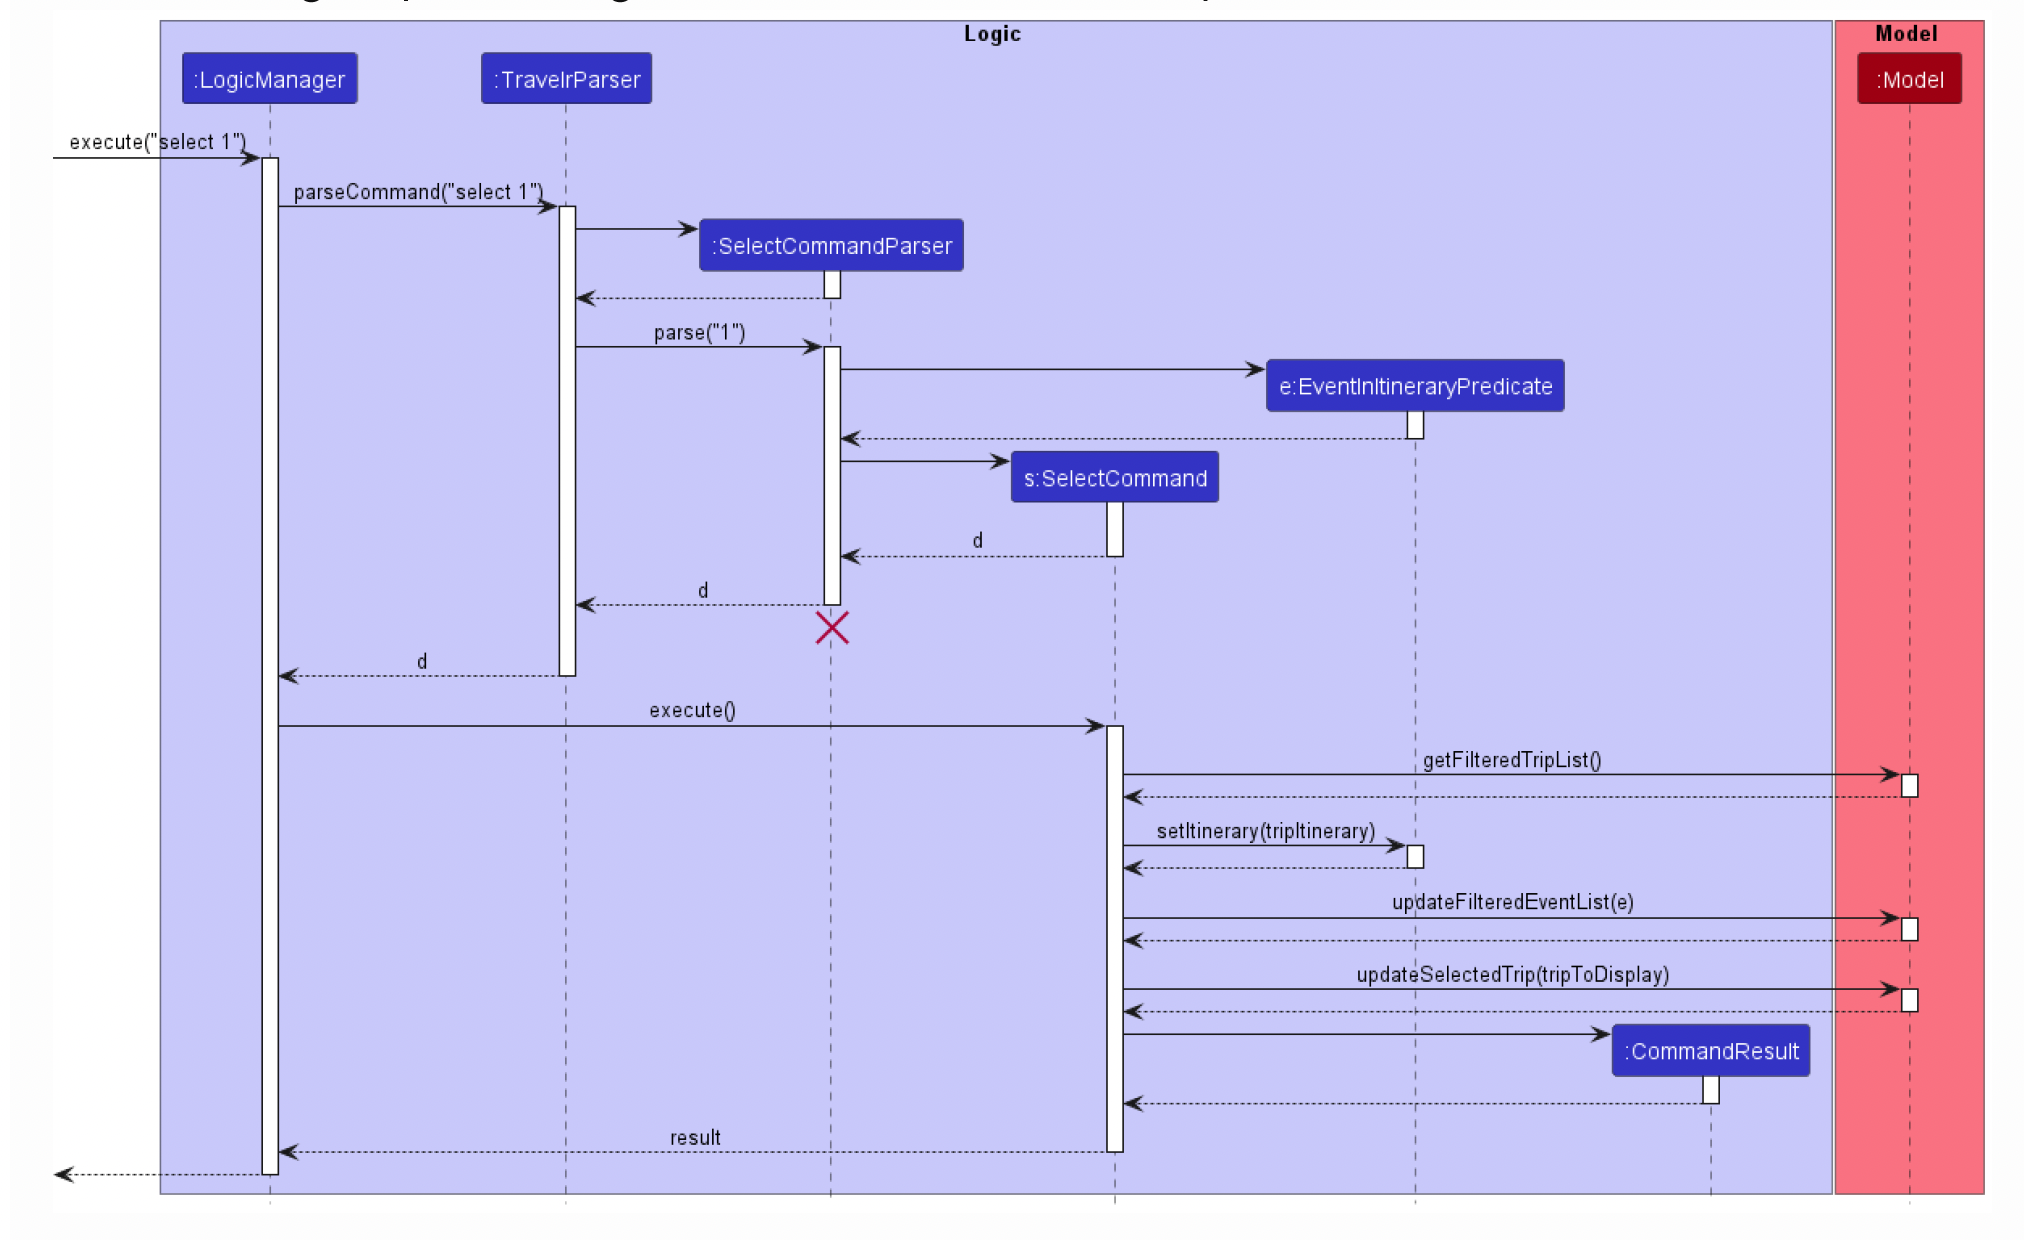 Logic
Model
:LogicManager
:TravelrParser
:Model
execute("select 1")
parseCommand("select 1")
:SelectCommandParser
parse("1")
e:EventInItineraryPredicate
s:SelectCommand
d
d
d
execute()
getFilteredTripList()
setItinerary(tripItinerary)
updateFilteredEventList(e)
updateSelectedTrip(tripToDisplay)
:CommandResult
result